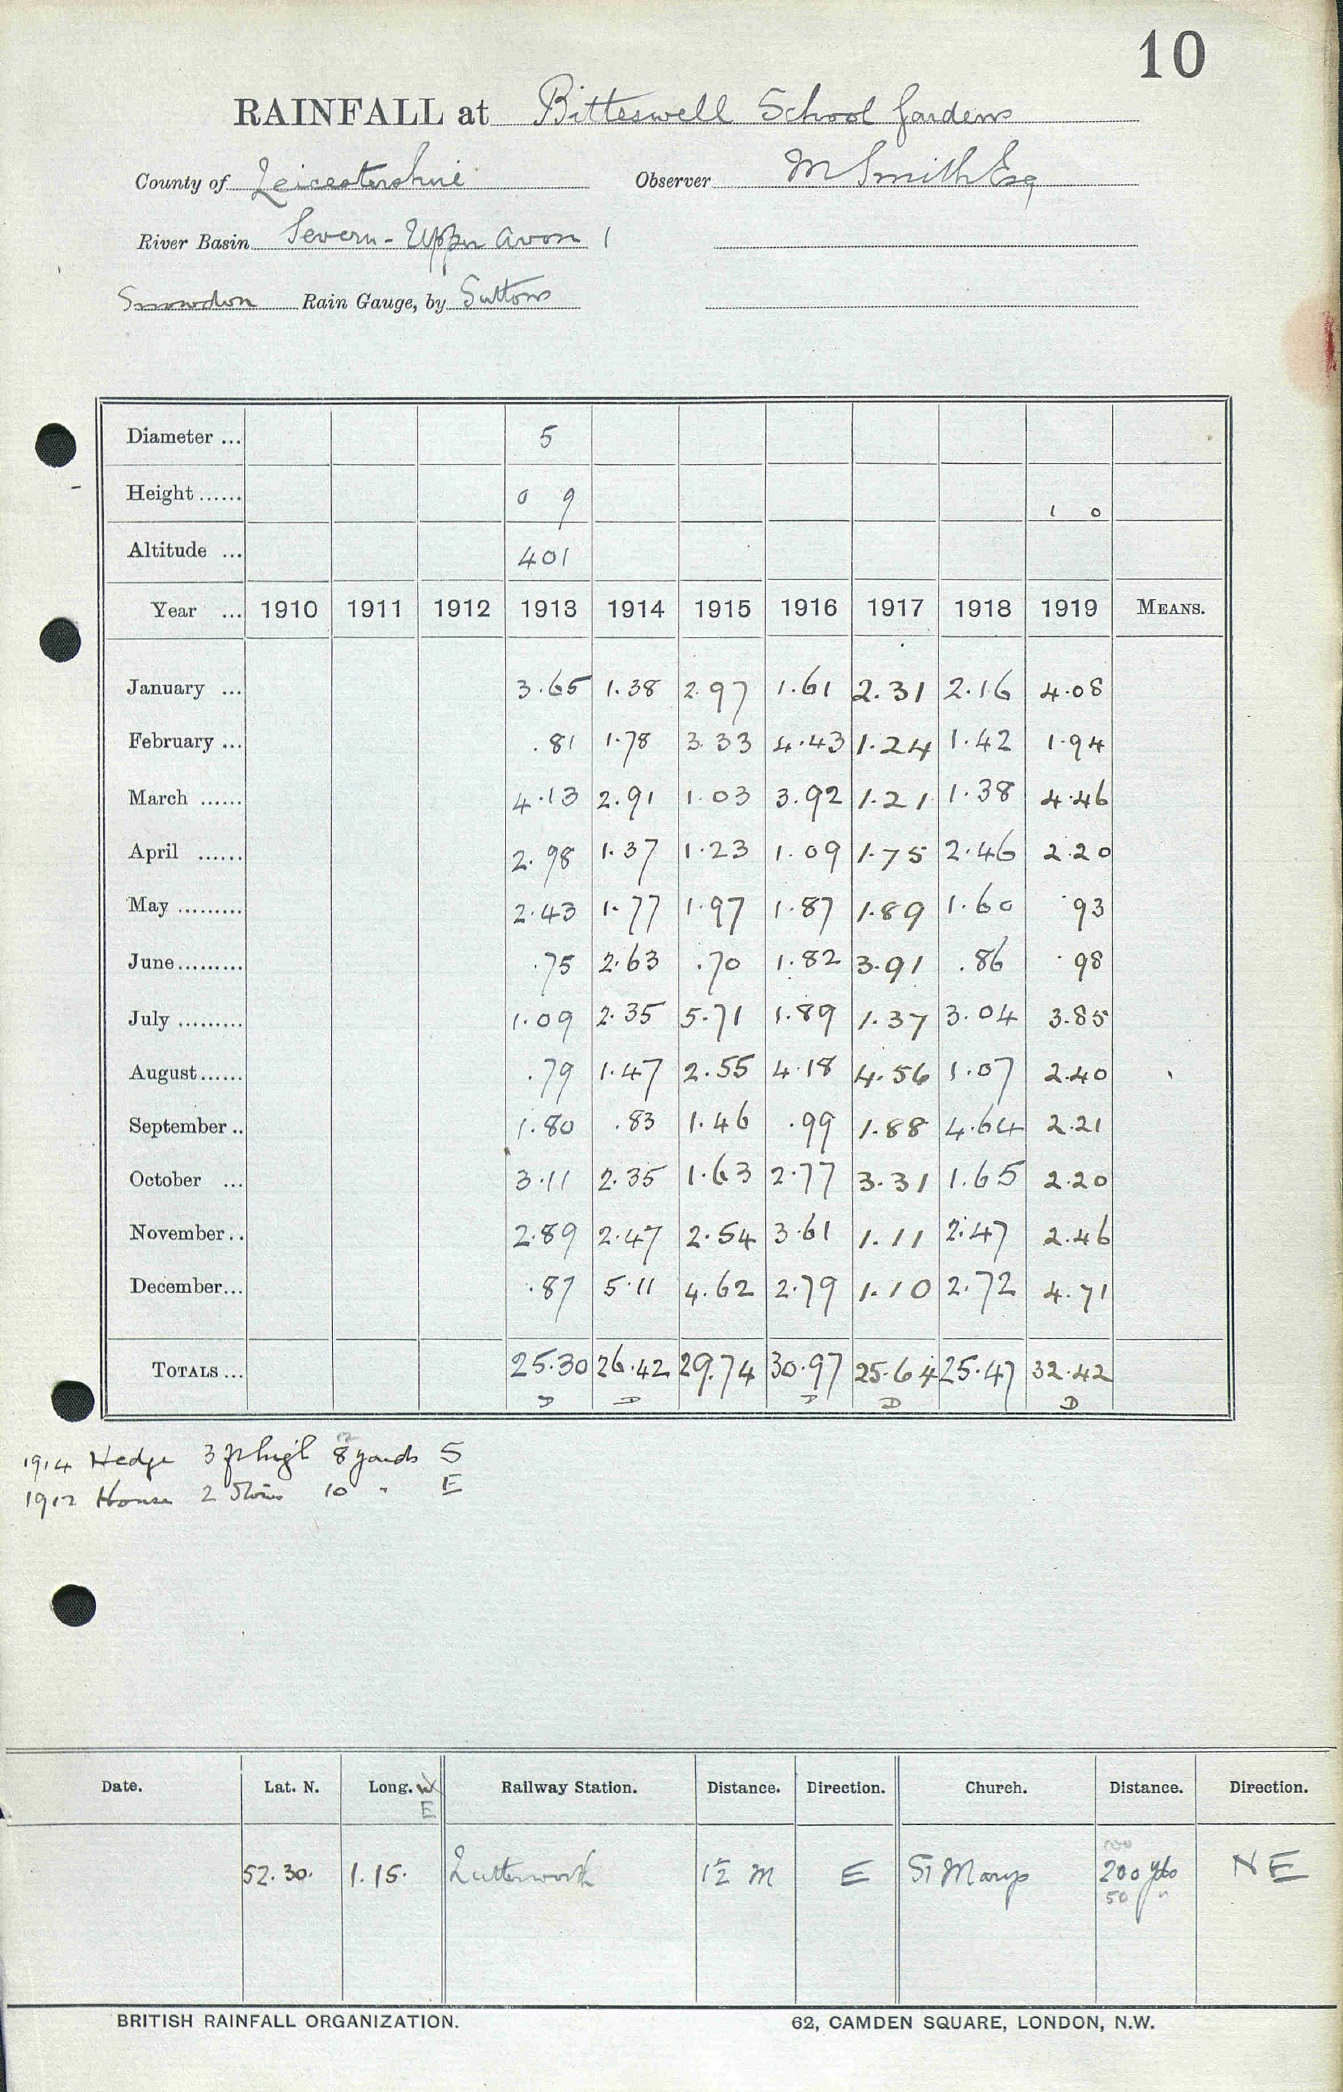 10
RAINFALL at Bitteswell School Gardens
County of Leicestershire Observer M Smith Esq
River Basin Severn - Upper Avon 1
Snowdon Rain Gauge, by Suttons
Diameter ... 5
Height ...... 0 9 1 0
Altitude ... 401
Year ... 1910 1911 1912 1913 1914 1915 1916 1917 1918 1919 MEANS.
January ... 3.65 1.38 2.97 1.61 2.31 2.16 4.08
February ... .81 1.78 3.33 4.43 1.24 1.42 1.94
March ...... 4.13 2.91 1.03 3.92 1.21 1.38 4.46
April ...... 2.98 1.37 1.23 1.09 1.75 2.46 2.20
May ......... 2.43 1.77 1.97 1.87 1.89 1.60 .93
June......... .75 2.63 .70 1.82 3.91 .86 .98
July ......... 1.09 2.35 5.71 1.89 1.37 3.04 3.85
August...... .79 1.47 2.55 4.18 4.56 1.07 2.40
September .. 1.80 .83 1.46 .99 1.88 4.64 2.21
October ... 3.11 2.35 1.63 2.77 3.31 1.65 2.20
November.. 2.89 2.47 2.54 3.61 1.11 2.47 2.46
December... .87 5.11 4.62 2.79 1.10 2.72 4.71
TOTALS ... 25.30 26.42 29.74 30.97 25.64 25.47 32.42
D D D D D
1914 Hedge 3 ft high 8 yards S
12
1917 House 2 Stories 10 " E
Date. Lat. N. Long. W E Railway Station. Distance. Direction. Church. Distance. Direction.
52.30. 1.15. Lutterworth 1½ M E St Marys 200 yds NE
100
50 "
BRITISH RAINFALL ORGANIZATION. 62, CAMDEN SQUARE, LONDON, N.W.